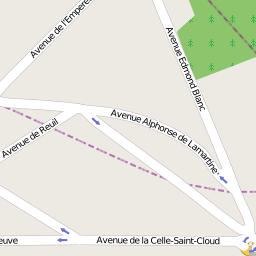 Avenue de l'Emperes
Avenue Edmond Blanc
Avenue Alphonse de Lamartine
Avenue de Reuil
Avenue de la Celle-Saint-Cloud
euve